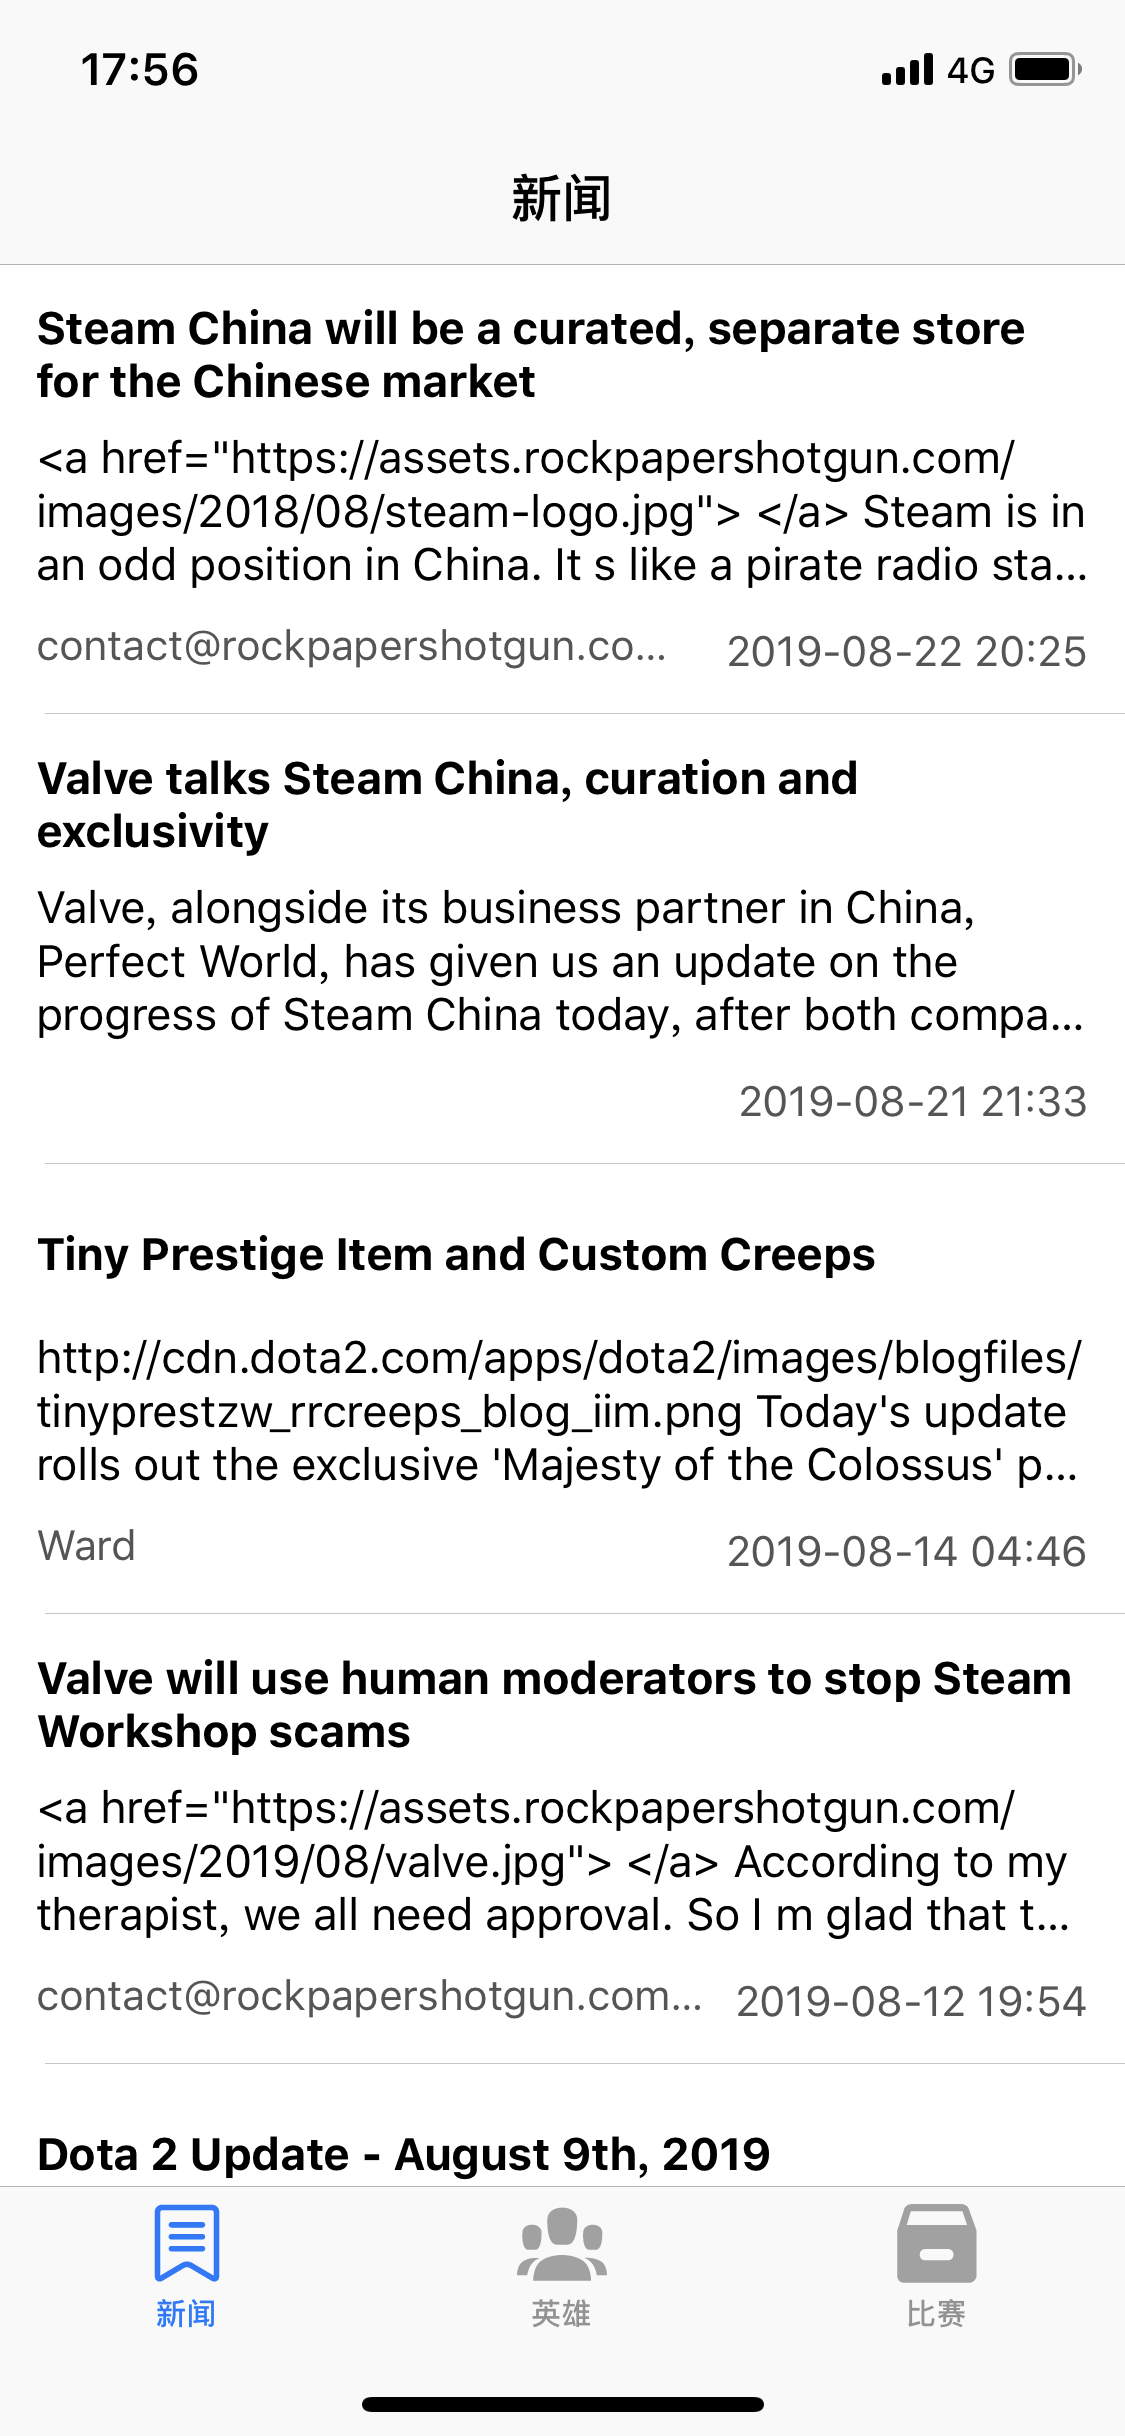 17:56
4G
新闻
Steam China will be a curated, separate store
for the Chinese market
<a href="https://assets.rockpapershotgun.com/
images/2018/08/steam-logo.jpg"> </a> Steam is in
an odd position in China. It s like a pirate radio sta...
contact@rockpapershotgun.co... 2019-08-22 20:25
Valve talks Steam China, curation and
exclusivity
Valve, alongside its business partner in China,
Perfect World, has given us an update on the
progress of Steam China today, after both compa...
2019-08-21 21:33
Tiny Prestige Item and Custom Creeps
http://cdn.dota2.com/apps/dota2/images/blogfiles/
tinyprestzw_rrcreeps_blog_iim.png Today's update
rolls out the exclusive 'Majesty of the Colossus' p...
Ward 2019-08-14 04:46
Valve will use human moderators to stop Steam
Workshop scams
<a href="https://assets.rockpapershotgun.com/
images/2019/08/valve.jpg"> </a> According to my
therapist, we all need approval. So I m glad that t...
contact@rockpapershotgun.com... 2019-08-12 19:54
Dota 2 Update - August 9th, 2019
新闻 英雄 比赛